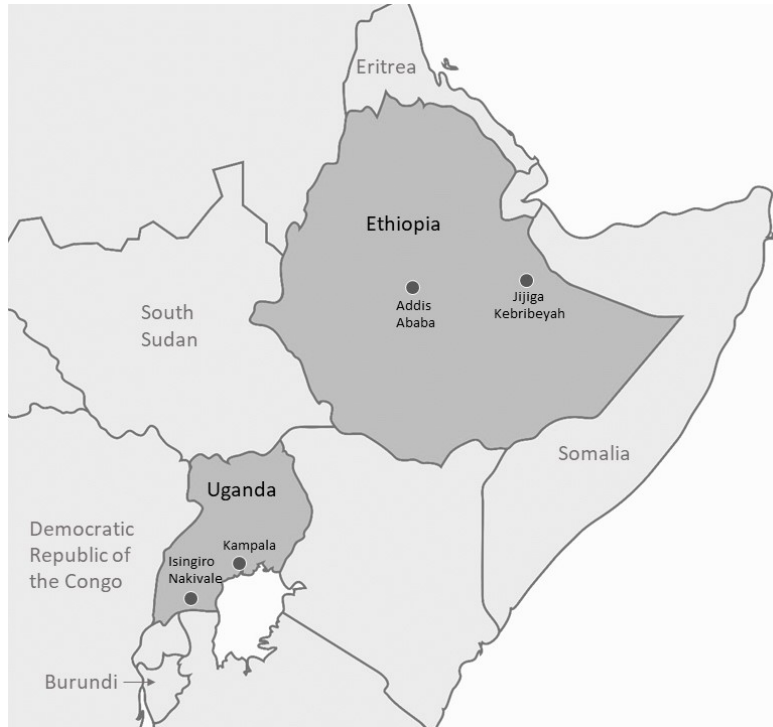 Eritrea
Ethiopia
Addis
Ababa
Jijiga
Kebribeyah
South
Sudan
Somalia
Uganda
Kampala
Isingiro
Nakivale
Democratic
Republic of
the Congo
Burundi